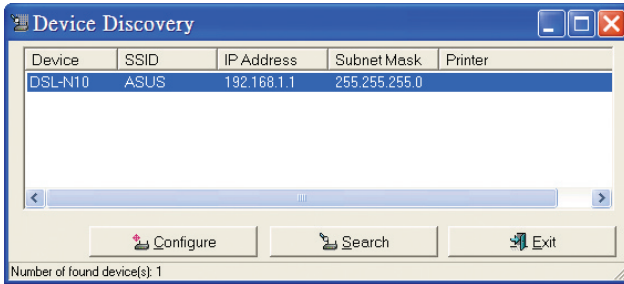 Device Discovery
Device SSID IP Address Subnet Mask Printer
DSL-N10 ASUS 192.168.1.1 255.255.255.0
Configure Search Exit
Number of found device(s): 1